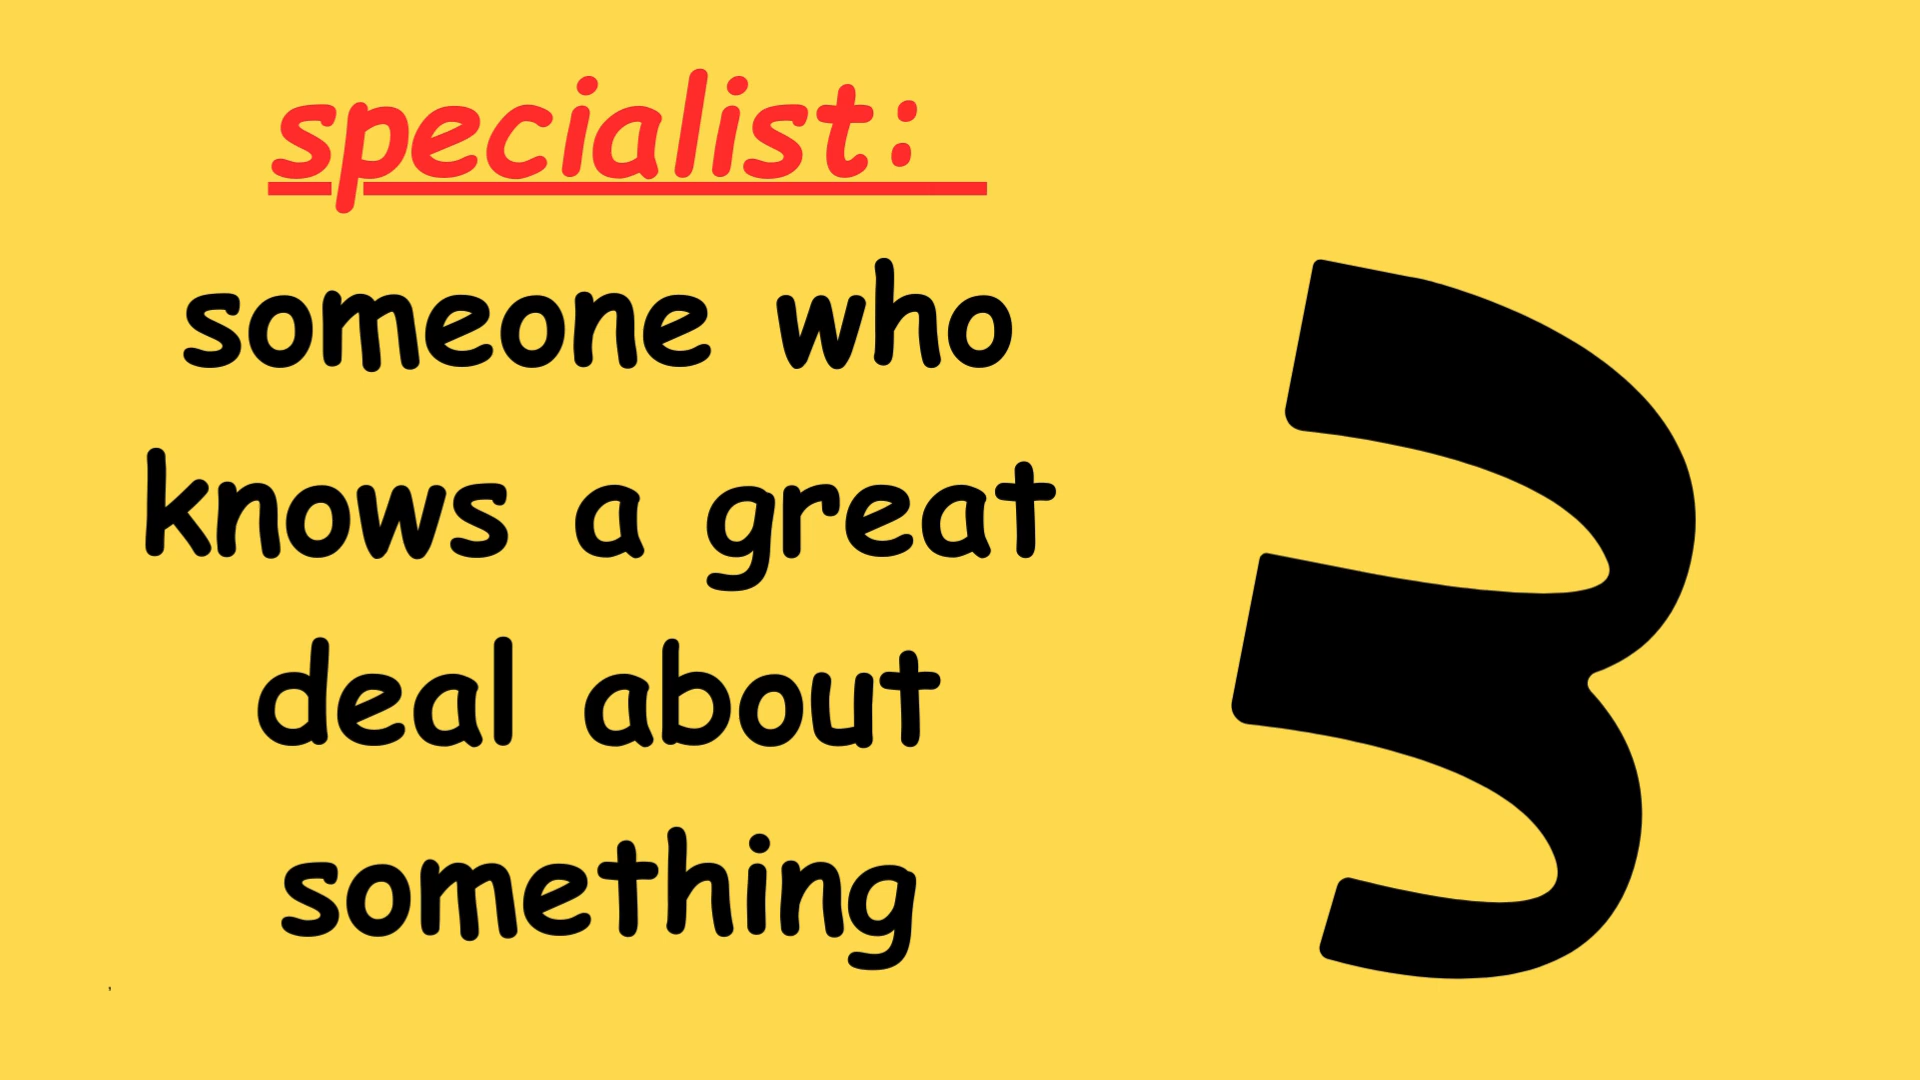 specialist:
someone who
knows a great
deal about
something
3